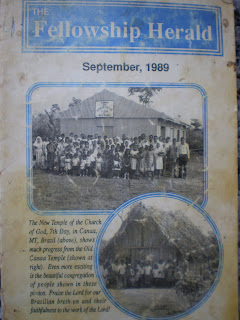 THE
Fellowship Herald
September, 1989
The New Temple of the Church
of God, 7th Day, in Canaa,
MT, Brasil (above), shows
much progress from the Old
Canaa Temple (shown at
right). Even more exciting
is the beautiful congregation
of people shown in these
pictures. Praise the Lord for our
Brasilian brethren and their
faithfulness to the work of the Lord!